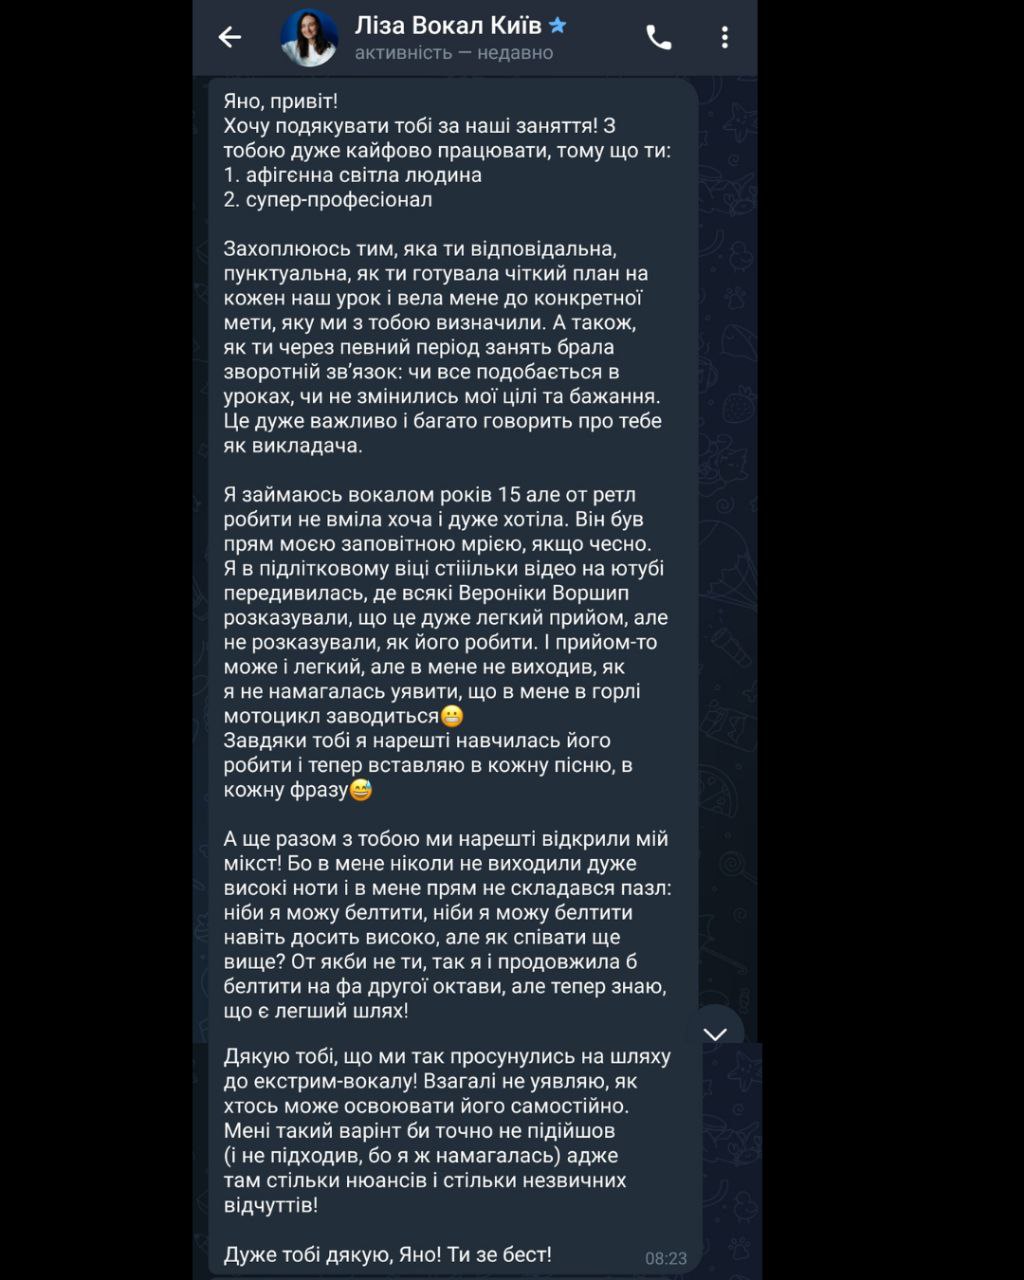 Ліза Вокал Київ
активність — недавно
Яно, привіт!
Хочу подякувати тобі за наші заняття! З
тобою дуже кайфово працювати, тому що ти:
1. афігєнна світла людина
2. супер-професіонал
Захоплююсь тим, яка ти відповідальна,
пунктуальна, як ти готувала чіткий план на
кожен наш урок і вела мене до конкретної
мети, яку ми з тобою визначили. А також,
як ти через певний період занять брала
зворотній зв’язок: чи все подобається в
уроках, чи не змінились мої цілі та бажання.
Це дуже важливо і багато говорить про тебе
як викладача.
Я займаюсь вокалом років 15 але от ретл
робити не вміла хоча і дуже хотіла. Він був
прям моєю заповітною мрією, якщо чесно.
Я в підлітковому віці стііільки відео на ютубі
передивилась, де всякі Вероніки Воршип
розказували, що це дуже легкий прийом, але
не розказували, як його робити. І прийом-то
може і легкий, але в мене не виходив, як
я не намагалась уявити, що в мене в горлі
мотоцикл заводиться😬
Завдяки тобі я нарешті навчилась його
робити і тепер вставляю в кожну пісню, в
кожну фразу😅
А ще разом з тобою ми нарешті відкрили мій
мікст! Бо в мене ніколи не виходили дуже
високі ноти і в мене прям не складався пазл:
ніби я можу белтити, ніби я можу белтити
навіть досить високо, але як співати ще
вище? От якби не ти, так я і продовжила б
белтити на фа другої октави, але тепер знаю,
що є легший шлях!
Дякую тобі, що ми так просунулись на шляху
до екстрим-вокалу! Взагалі не уявляю, як
хтось може освоювати його самостійно.
Мені такий варінт би точно не підійшов
(і не підходив, бо я ж намагалась) адже
там стільки нюансів і стільки незвичних
відчуттів!
Дуже тобі дякую, Яно! Ти зе бест!
08:23